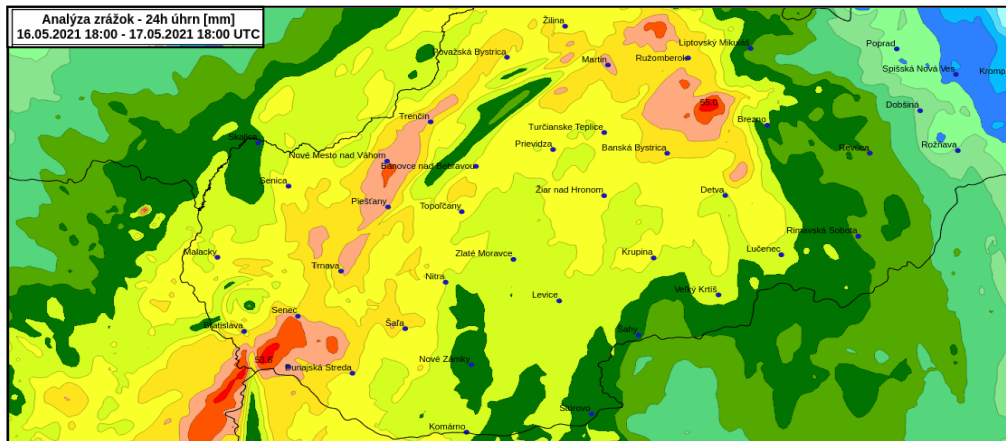 Analýza zrážok - 24h úhrn [mm]
16.05.2021 18:00 - 17.05.2021 18:00 UTC
Žilina
Liptovský Mikuláš
Poprad
Považská Bystrica
Martin
Ružomberok
Spišská Nová Ves
Kromp
55.0
Dobšiná
Trenčín
Brezno
Turčianske Teplice
Skalica
Prievidza
Banská Bystrica
Revúca
Rožňava
Nové Mesto nad Váhom
Bánovce nad Bebravou
Senica
Žiar nad Hronom
Detva
Piešťany
Topoľčany
Rimavská Sobota
Malacky
Zlaté Moravce
Krupina
Lučenec
Trnava
Nitra
Levice
Veľký Krtíš
Senec
Bratislava
Šaľa
Šahy
53.6
Dunajská Streda
Nové Zámky
Štúrovo
Komárno